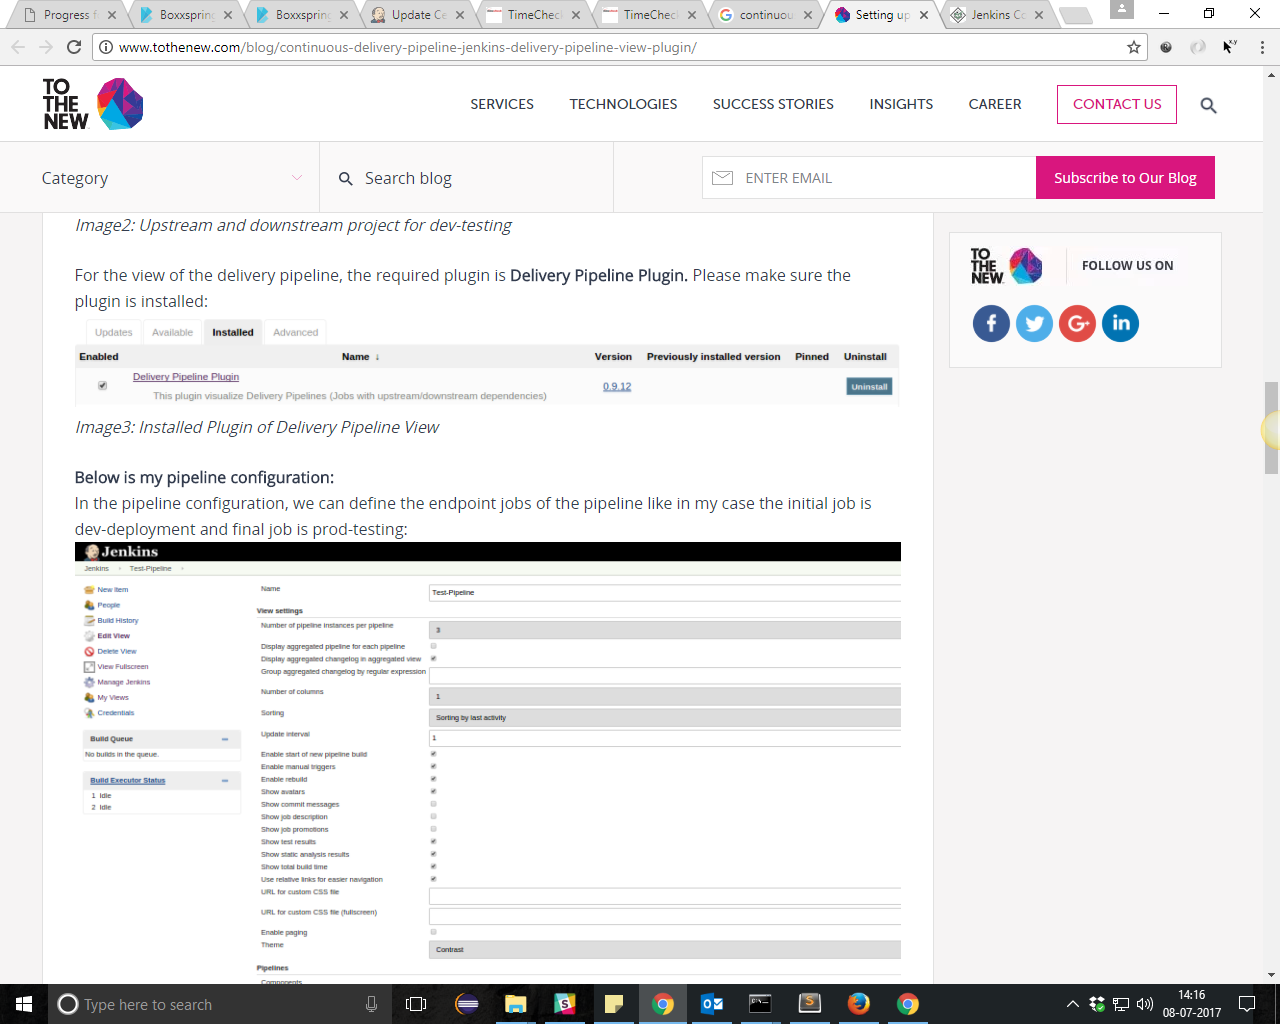 Progress f
Boxxspring
Boxxspring
Update Ce
TimeChec
TimeChec
continuou
Setting up
Jenkins Co
www.tothenew.com/blog/continuous-delivery-pipeline-jenkins-delivery-pipeline-view-plugin/
TO
THE
NEW
SERVICES
TECHNOLOGIES
SUCCESS STORIES
INSIGHTS
CAREER
CONTACT US
Category
Search blog
ENTER EMAIL
Subscribe to Our Blog
Image2: Upstream and downstream project for dev-testing
For the view of the delivery pipeline, the required plugin is Delivery Pipeline Plugin. Please make sure the
plugin is installed:
Updates Available Installed Advanced
Enabled Name ↓ Version Previously installed version Pinned Uninstall
Delivery Pipeline Plugin
This plugin visualize Delivery Pipelines (Jobs with upstream/downstream dependencies)
0.9.12
Uninstall
Image3: Installed Plugin of Delivery Pipeline View
Below is my pipeline configuration:
In the pipeline configuration, we can define the endpoint jobs of the pipeline like in my case the initial job is
dev-deployment and final job is prod-testing:
Jenkins
Jenkins Test-Pipeline
New Item
People
Build History
Edit View
Delete View
View Fullscreen
Manage Jenkins
My Views
Credentials
Build Queue
No builds in the queue.
Build Executor Status
1 Idle
2 Idle
Name Test-Pipeline
View settings
Number of pipeline instances per pipeline 3
Display aggregated pipeline for each pipeline
Display aggregated changelog in aggregated view
Group aggregated changelog by regular expression
Number of columns 1
Sorting Sorting by last activity
Update interval 1
Enable start of new pipeline build
Enable manual triggers
Enable rebuild
Show avatars
Show commit messages
Show job description
Show job promotions
Show test results
Show static analysis results
Show total build time
Use relative links for easier navigation
URL for custom CSS file
URL for custom CSS file (fullscreen)
Enable paging
Theme Contrast
Pipelines
Components
TO
THE
NEW
FOLLOW US ON
Type here to search
14:16
08-07-2017